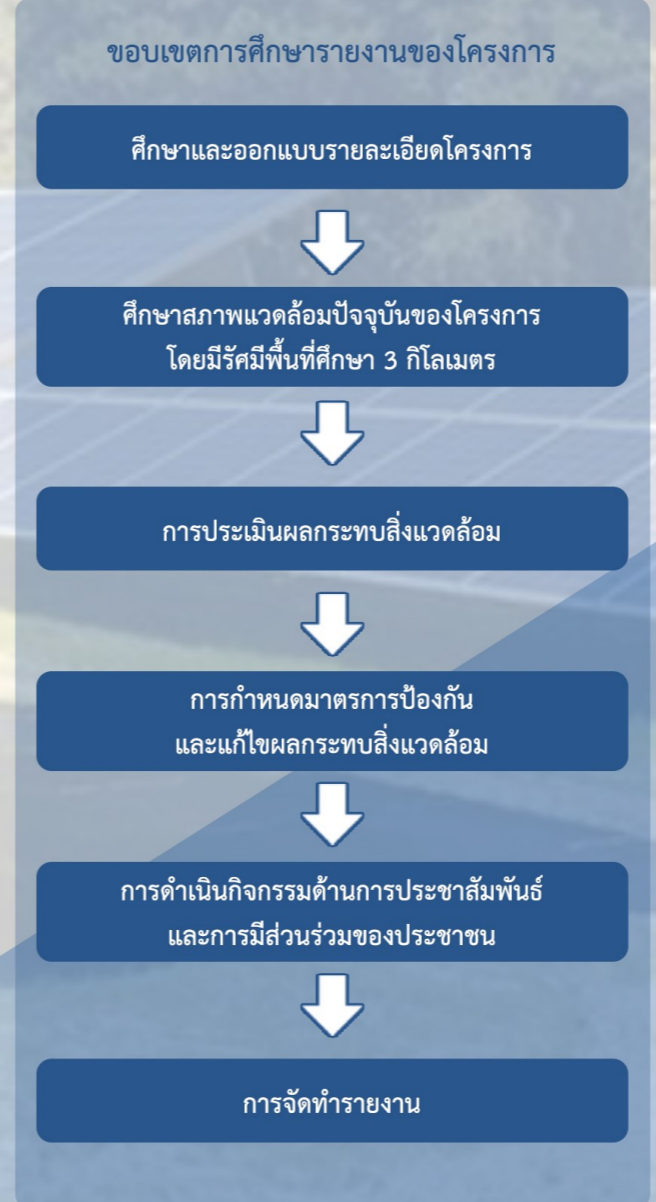 ขอบเขตการศึกษารายงานของโครงการ
ศึกษาและออกแบบรายละเอียดโครงการ
ศึกษาสภาพแวดล้อมปัจจุบันของโครงการ
โดยมีรัศมีพื้นที่ศึกษา 3 กิโลเมตร
การประเมินผลกระทบสิ่งแวดล้อม
การกำหนดมาตรการป้องกัน
และแก้ไขผลกระทบสิ่งแวดล้อม
การดำเนินกิจกรรมด้านการประชาสัมพันธ์
และการมีส่วนร่วมของประชาชน
การจัดทำรายงาน